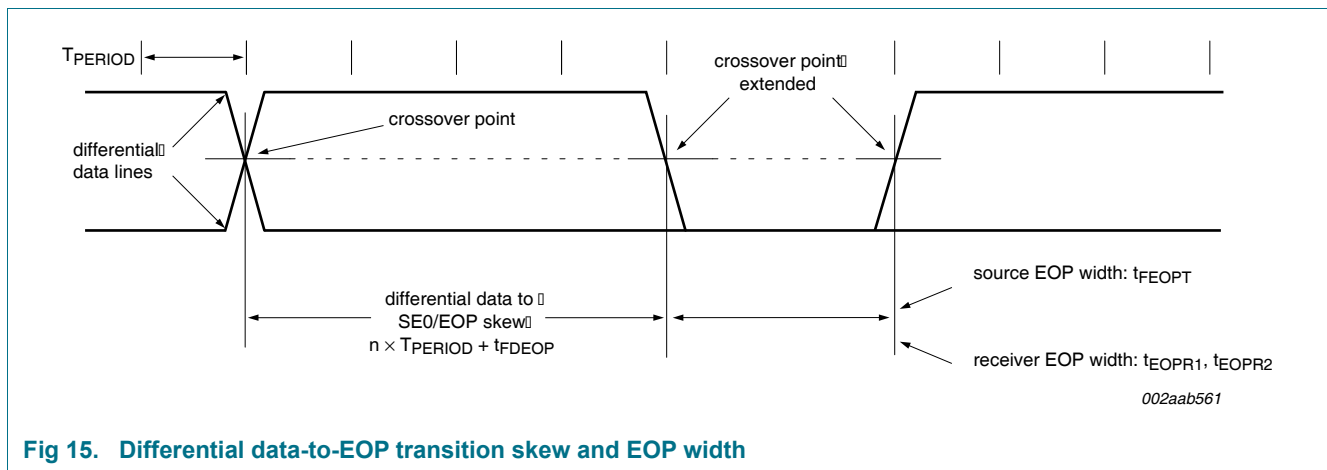 TPERIOD
crossover point
extended
crossover point
differential
data lines
source EOP width: tFEOPT
differential data to
SE0/EOP skew
n × TPERIOD + tFDEOP
receiver EOP width: tEOPR1, tEOPR2
002aab561
Fig 15. Differential data-to-EOP transition skew and EOP width